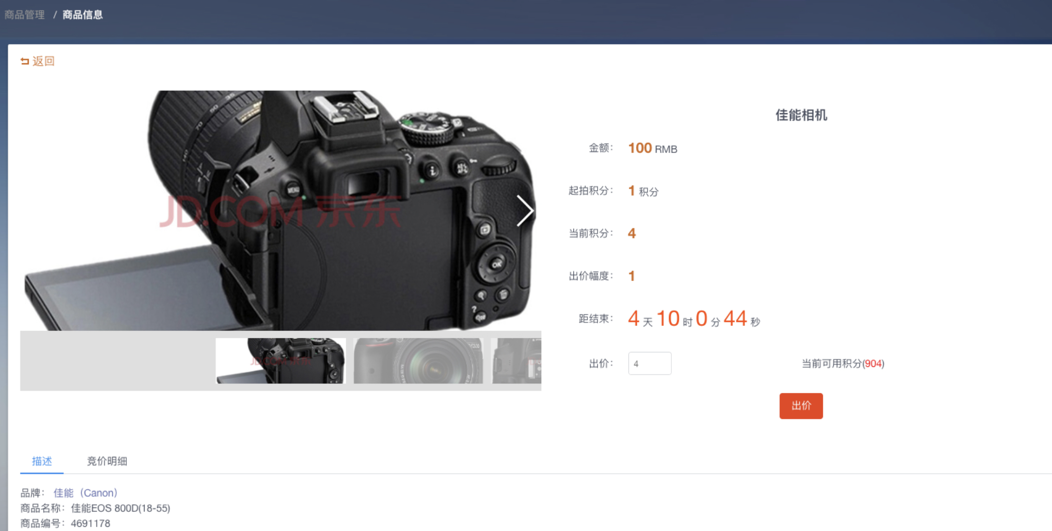 商品管理 / 商品信息
返回
JD.COM 京东
佳能相机
金额: 100 RMB
起拍积分: 1 积分
当前积分: 4
出价幅度: 1
距结束: 4 天 10 时 0 分 44 秒
出价: 4 当前可用积分(904)
出价
描述 竞价明细
品牌: 佳能（Canon）
商品名称: 佳能EOS 800D(18-55)
商品编号: 4691178